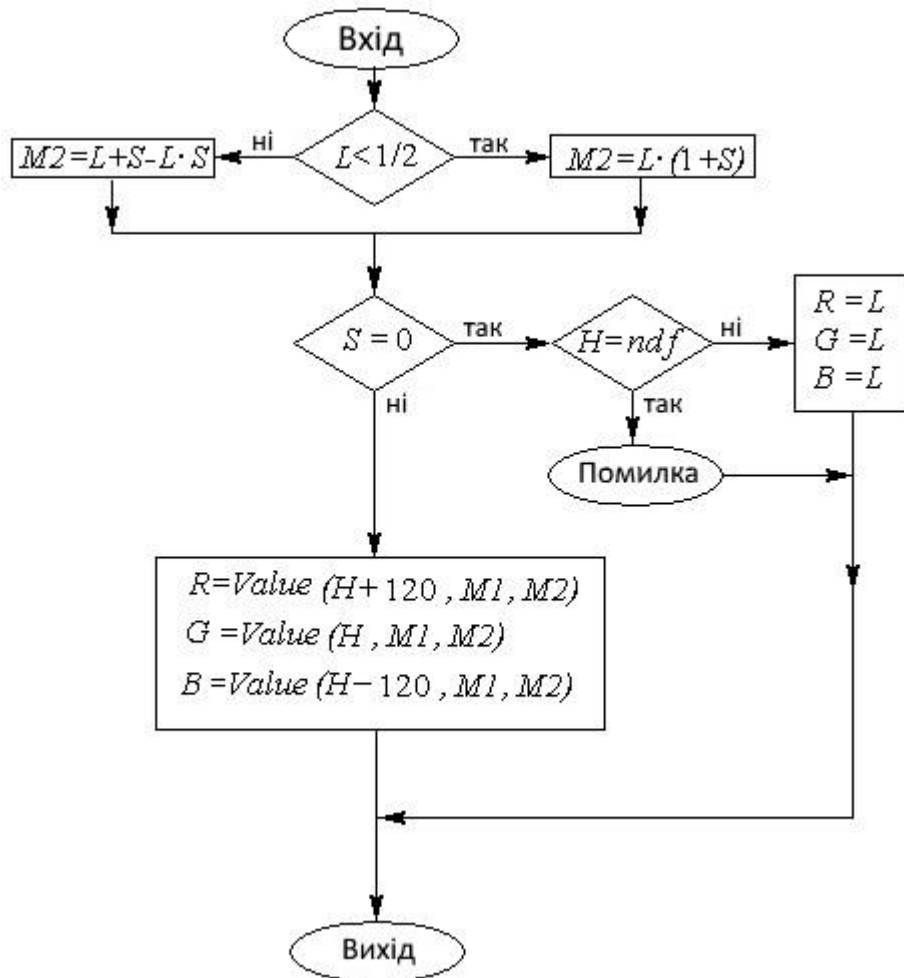 Вхід
L<1/2
ні
так
M2=L+S-L·S
M2=L·(1+S)
S=0
так
ні
H=ndf
ні
так
R=L
G=L
B=L
Помилка
R=Value (H+120, M1, M2)
G=Value (H, M1, M2)
B=Value (H-120, M1, M2)
Вихід